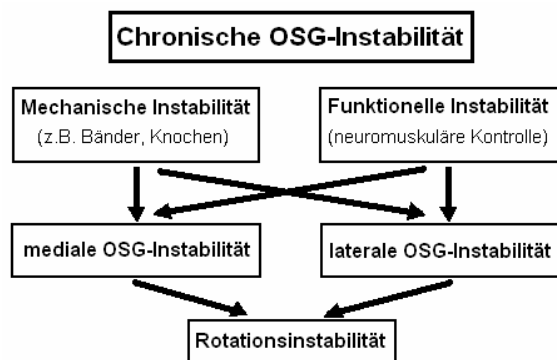 Chronische OSG-Instabilität
Mechanische Instabilität
(z.B. Bänder, Knochen)
Funktionelle Instabilität
(neuromuskuläre Kontrolle)
mediale OSG-Instabilität
laterale OSG-Instabilität
Rotationsinstabilität